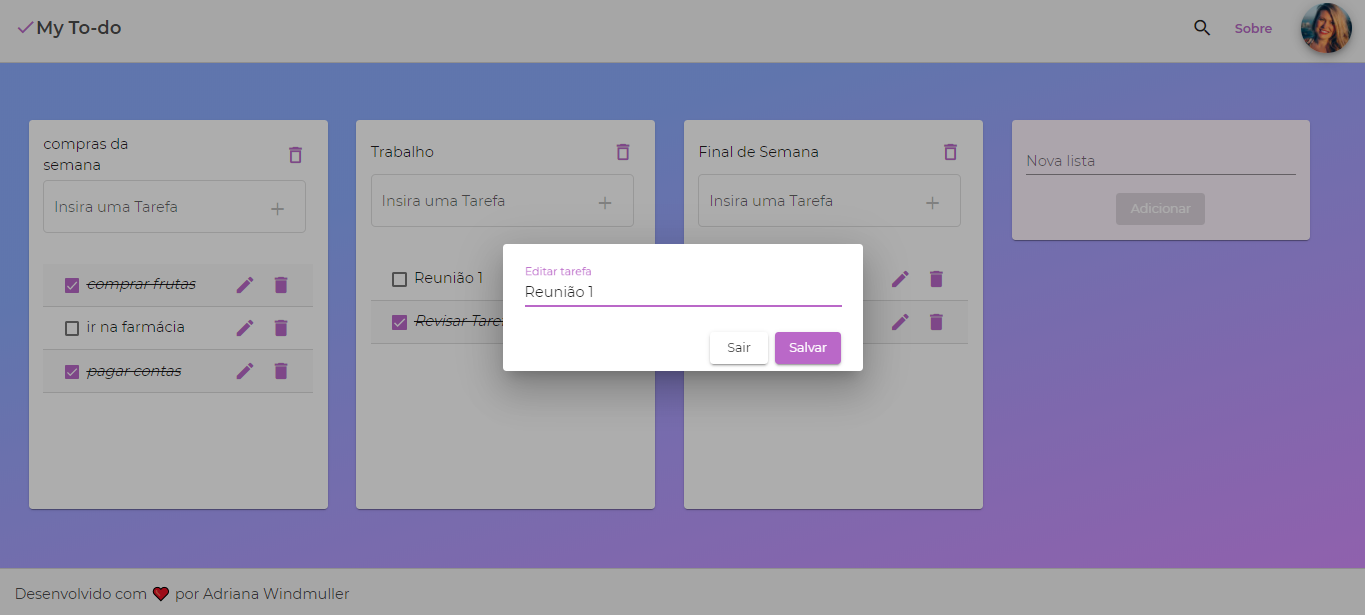 My To-do
Sobre
compras da
semana
Insira uma Tarefa
comprar frutas
ir na farmácia
pagar contas
Trabalho
Insira uma Tarefa
Reunião 1
Revisar Tare
Final de Semana
Insira uma Tarefa
Nova lista
Adicionar
Editar tarefa
Reunião 1
Sair
Salvar
Desenvolvido com ❤ por Adriana Windmuller